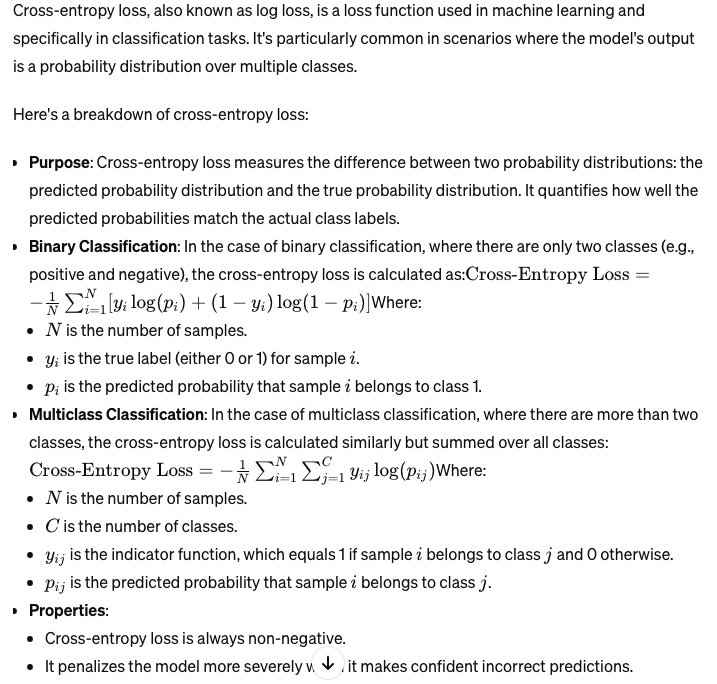 Cross-entropy loss, also known as log loss, is a loss function used in machine learning and
specifically in classification tasks. It's particularly common in scenarios where the model's output
is a probability distribution over multiple classes.
Here's a breakdown of cross-entropy loss:
Purpose: Cross-entropy loss measures the difference between two probability distributions: the
predicted probability distribution and the true probability distribution. It quantifies how well the
predicted probabilities match the actual class labels.
Binary Classification: In the case of binary classification, where there are only two classes (e.g.,
positive and negative), the cross-entropy loss is calculated as:Cross-Entropy Loss =
−1/N ∑_{i=1}^{N} [y_i log(p_i) + (1 − y_i) log(1 − p_i)]Where:
• N is the number of samples.
• y_i is the true label (either 0 or 1) for sample i.
• p_i is the predicted probability that sample i belongs to class 1.
Multiclass Classification: In the case of multiclass classification, where there are more than two
classes, the cross-entropy loss is calculated similarly but summed over all classes:
Cross-Entropy Loss = −1/N ∑_{i=1}^{N} ∑_{j=1}^{C} y_{ij} log(p_{ij})Where:
• N is the number of samples.
• C is the number of classes.
• y_{ij} is the indicator function, which equals 1 if sample i belongs to class j and 0 otherwise.
• p_{ij} is the predicted probability that sample i belongs to class j.
Properties:
• Cross-entropy loss is always non-negative.
• It penalizes the model more severely it makes confident incorrect predictions.